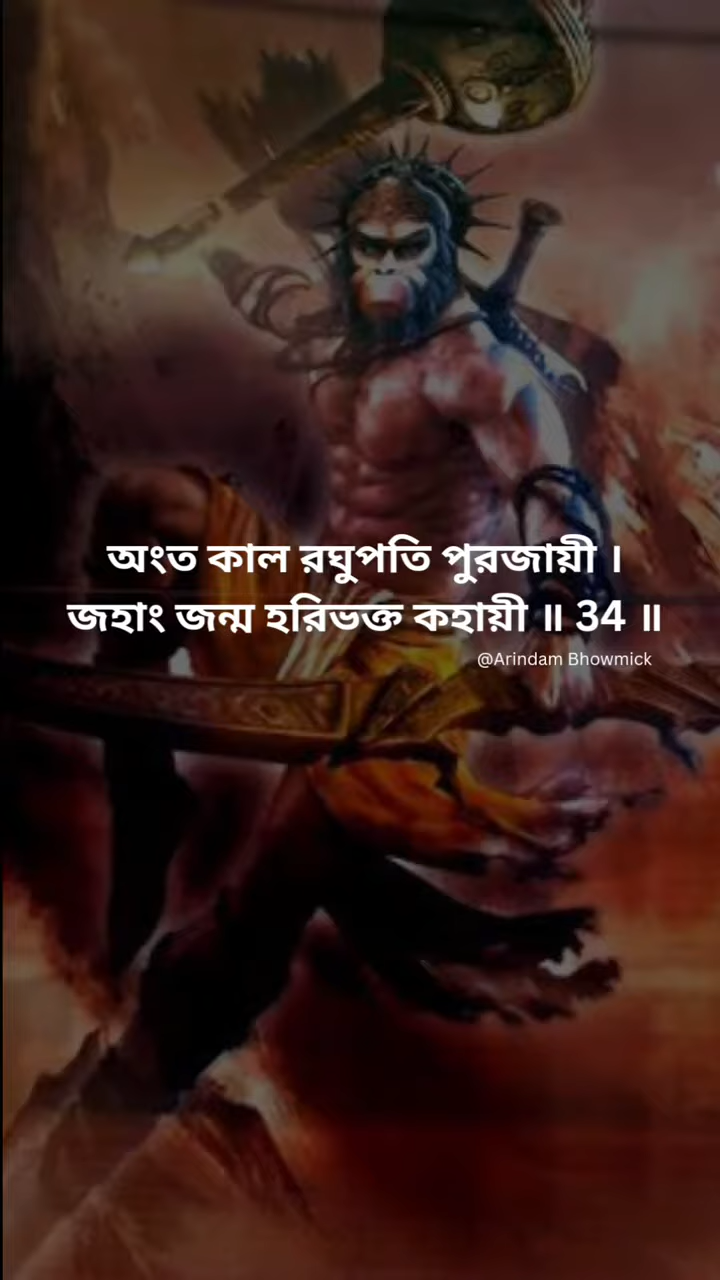 অংত কাল রঘুপতি পুরজায়ী ।
জহাং জন্ম হরিভক্ত কহায়ী ॥ 34 ॥
@Arindam Bhowmick